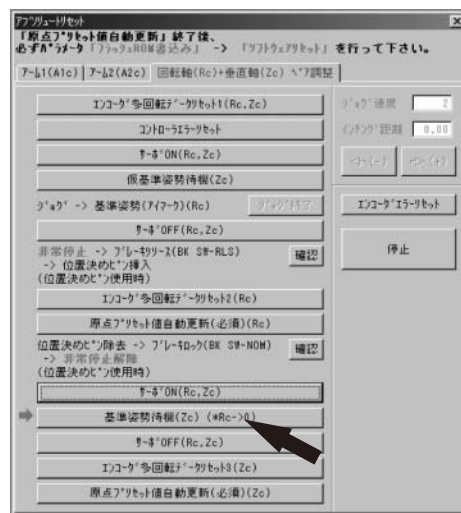 アブソリュートリセット
「原点プリセット値自動更新」終了後、
必ずパラメータ「フラッシュROM書込み」 -> 「ソフトウェアリセット」 を行って下さい。
アーム1(A1c)
アーム2(A2c)
回転軸(Rc)+垂直軸(Zc) ペア調整
エンコーダ多回転データリセット1(Rc,Zc)
コントローラエラーリセット
サーボON(Rc,Zc)
仮基準姿勢待機(Zc)
ジョグ -> 基準姿勢(アイマーク)(Rc)
ジョグ終了
サーボOFF(Rc,Zc)
非常停止 -> ブレーキリリース(BK SW-RLS)
-> 位置決めピン挿入
(位置決めピン使用時)
確認
エンコーダ多回転データリセット2(Rc)
原点プリセット値自動更新(必須)(Rc)
位置決めピン除去 -> ブレーキロック(BK SW-NOM)
-> 非常停止解除
(位置決めピン使用時)
確認
サーボON(Rc,Zc)
基準姿勢待機(Zc) (*Rc->0)
サーボOFF(Rc,Zc)
エンコーダ多回転データリセット3(Zc)
原点プリセット値自動更新(必須)(Zc)
ジョグ速度 2
インチング距離 0.00
<J-(-)
<J>(+)
エンコーダエラーリセット
停止